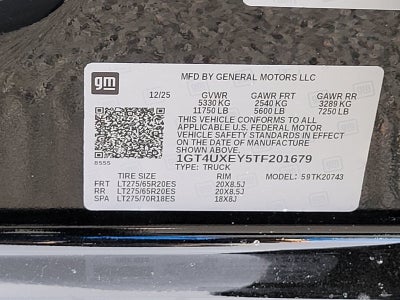 gm
MFD BY GENERAL MOTORS LLC
12/25 GVWR GAWR FRT GAWR RR
5330 KG 2540 KG 3289 KG
11750 LB 5600 LB 7250 LB
THIS VEHICLE CONFORMS TO ALL
APPLICABLE U.S. FEDERAL MOTOR
VEHICLE SAFETY STANDARDS IN EFFECT
ON THE DATE OF MANUFACTURE
SHOWN ABOVE.
8555
1GT4UXEY5TF201679
TYPE: TRUCK
TIRE SIZE RIM MODEL: 59TK20743
FRT LT275/65R20ES 20X8.5J
RR LT275/65R20ES 20X8.5J
SPA LT275/70R18ES 18X8J